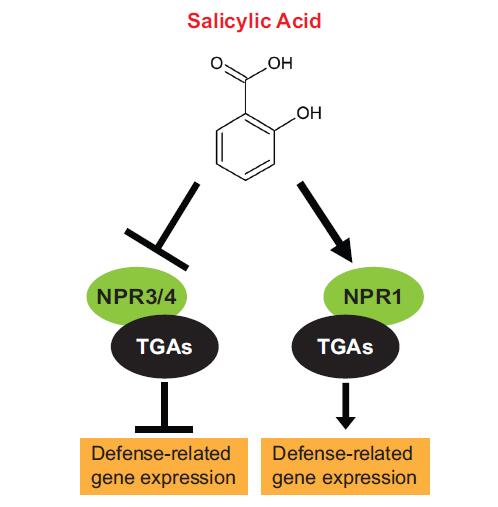 Salicylic Acid
O
OH
OH
NPR3/4
NPR1
TGAs
TGAs
Defense-related
gene expression
Defense-related
gene expression